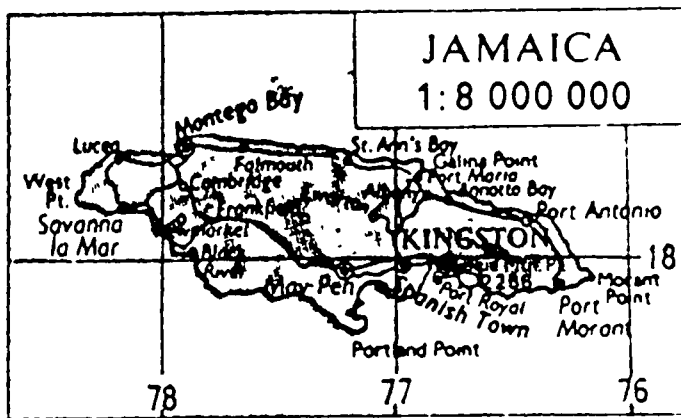 JAMAICA
1:8 000 000
Montego Bay
Lucea
St. Ann's Bay
Falmouth
Galina Point
West
Pt.
Cambridge
Port Maria
Annotto Bay
Savanna
la Mar
Port Antonio
KINGSTON
18
Black
River
May Pen
Port Royal
Morant
Point
Spanish Town
Port
Morant
Portland Point
78
77
76